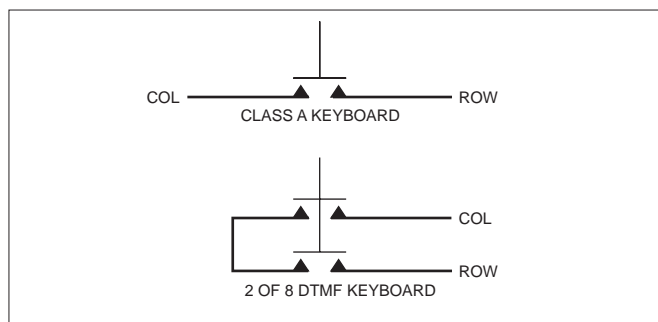 COL ROW
CLASS A KEYBOARD
COL
ROW
2 OF 8 DTMF KEYBOARD